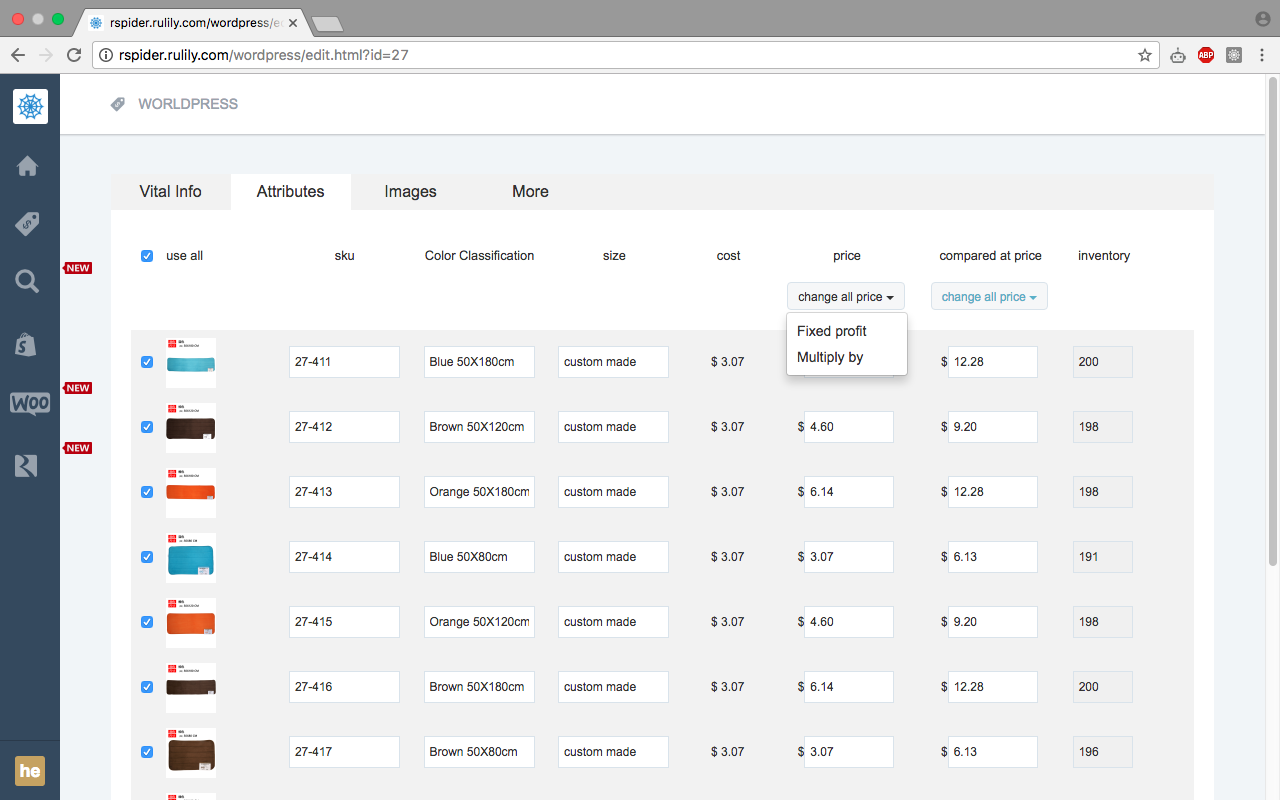 rspider.rulily.com/wordpress/e
rspider.rulily.com/wordpress/edit.html?id=27
ABP
WORLDPRESS
Vital Info Attributes Images More
use all sku Color Classification size cost price compared at price inventory
NEW
change all price change all price
Fixed profit
Multiply by
27-411 Blue 50X180cm custom made $ 3.07 $ 12.28 200
NEW
WOO
27-412 Brown 50X120cm custom made $ 3.07 $ 4.60 $ 9.20 198
NEW
27-413 Orange 50X180cm custom made $ 3.07 $ 6.14 $ 12.28 198
27-414 Blue 50X80cm custom made $ 3.07 $ 3.07 $ 6.13 191
27-415 Orange 50X120cm custom made $ 3.07 $ 4.60 $ 9.20 198
27-416 Brown 50X180cm custom made $ 3.07 $ 6.14 $ 12.28 200
27-417 Brown 50X80cm custom made $ 3.07 $ 3.07 $ 6.13 196
he